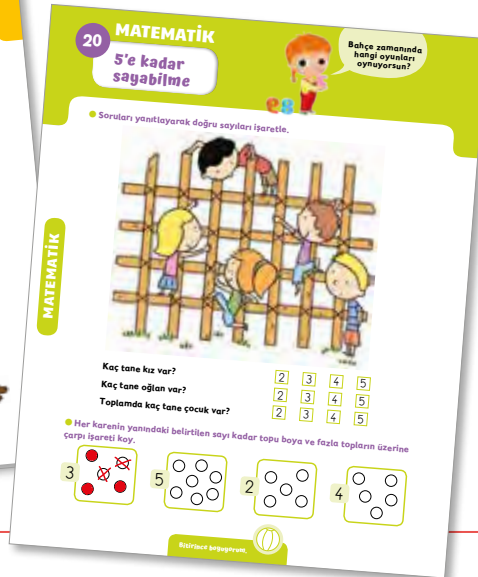 20
MATEMATİK
5'e kadar
sayabilme
Bahçe zamanında
hangi oyunları
oynuyorsun?
Soruları yanıtlayarak doğru sayıları işaretle.
MATEMATİK
Kaç tane kız var? 2 3 4 5
Kaç tane oğlan var? 2 3 4 5
Toplamda kaç tane çocuk var? 2 3 4 5
Her karenin yanındaki belirtilen sayı kadar topu boya ve fazla topların üzerine
çarpı işareti koy.
3 5 2 4
Bitirince boyuyorum.